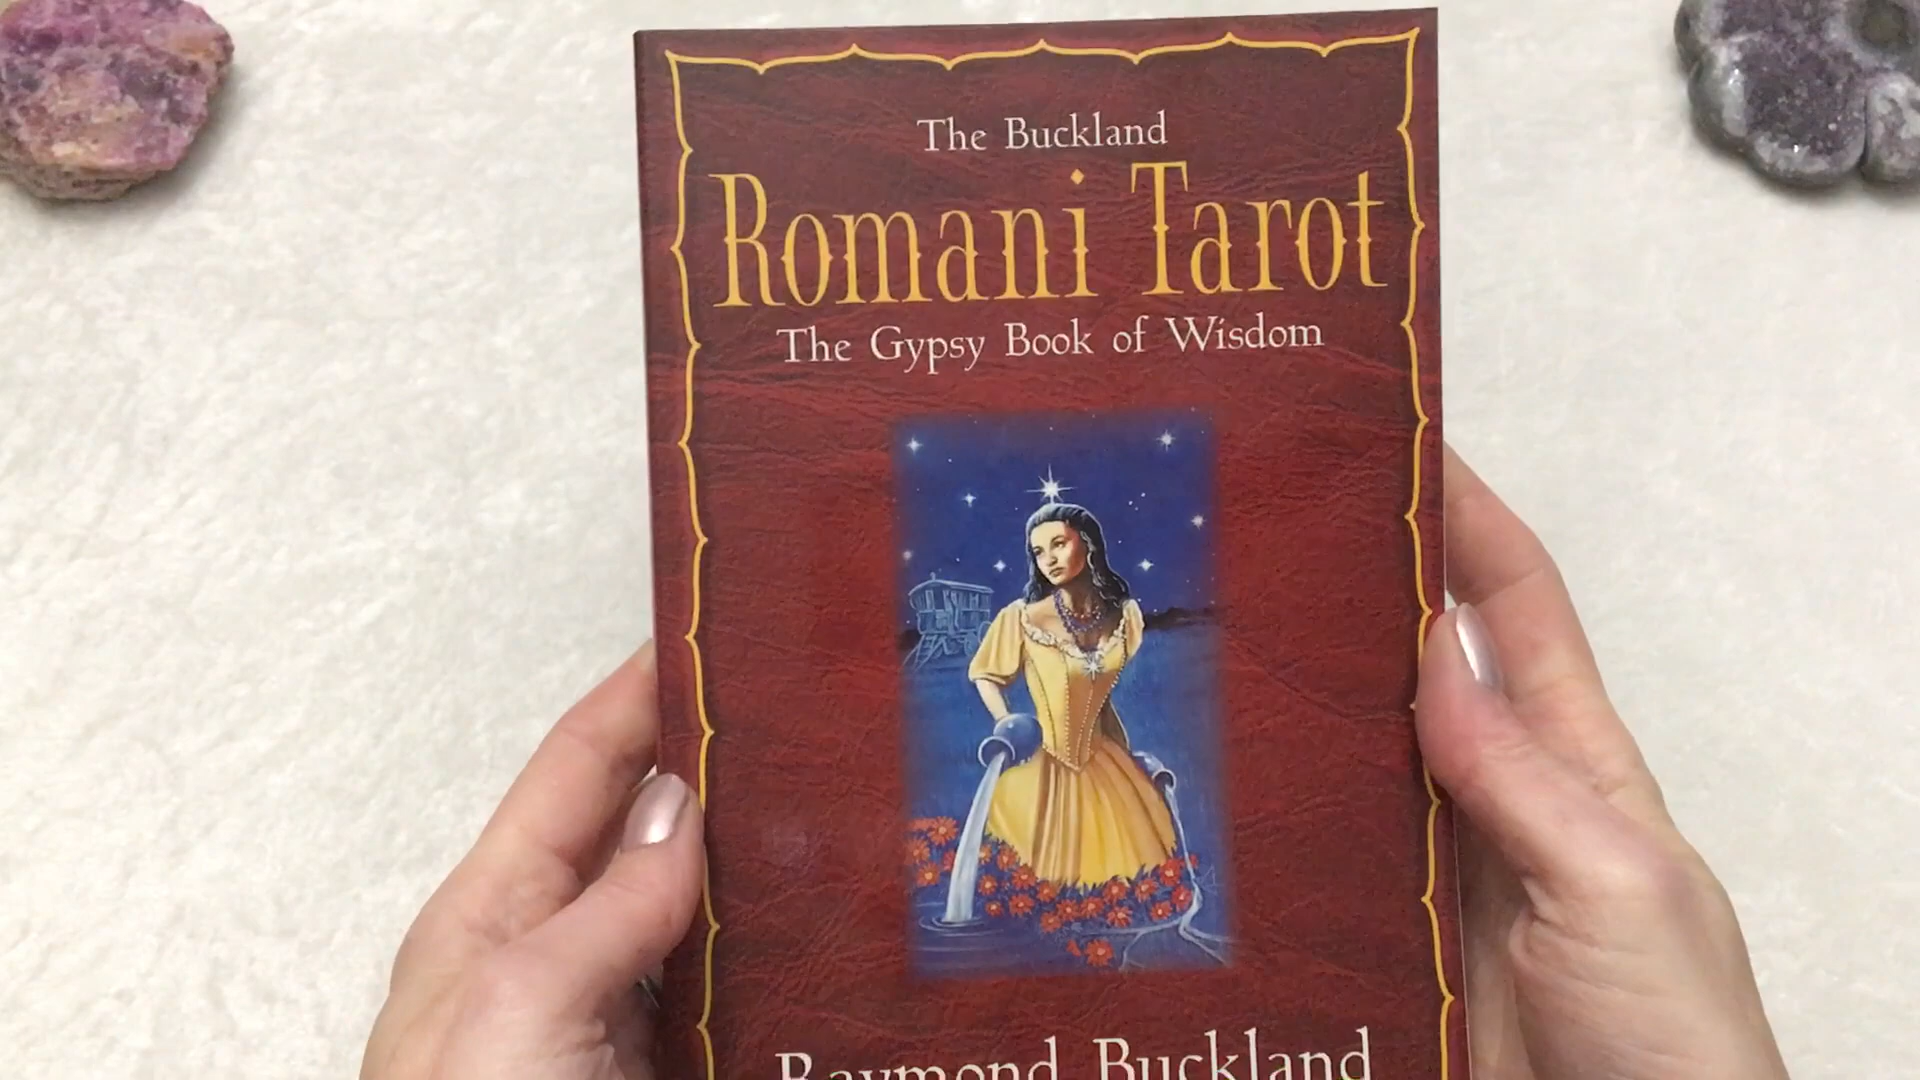 The Buckland
Romani Tarot
The Gypsy Book of Wisdom
Raymond Buckland